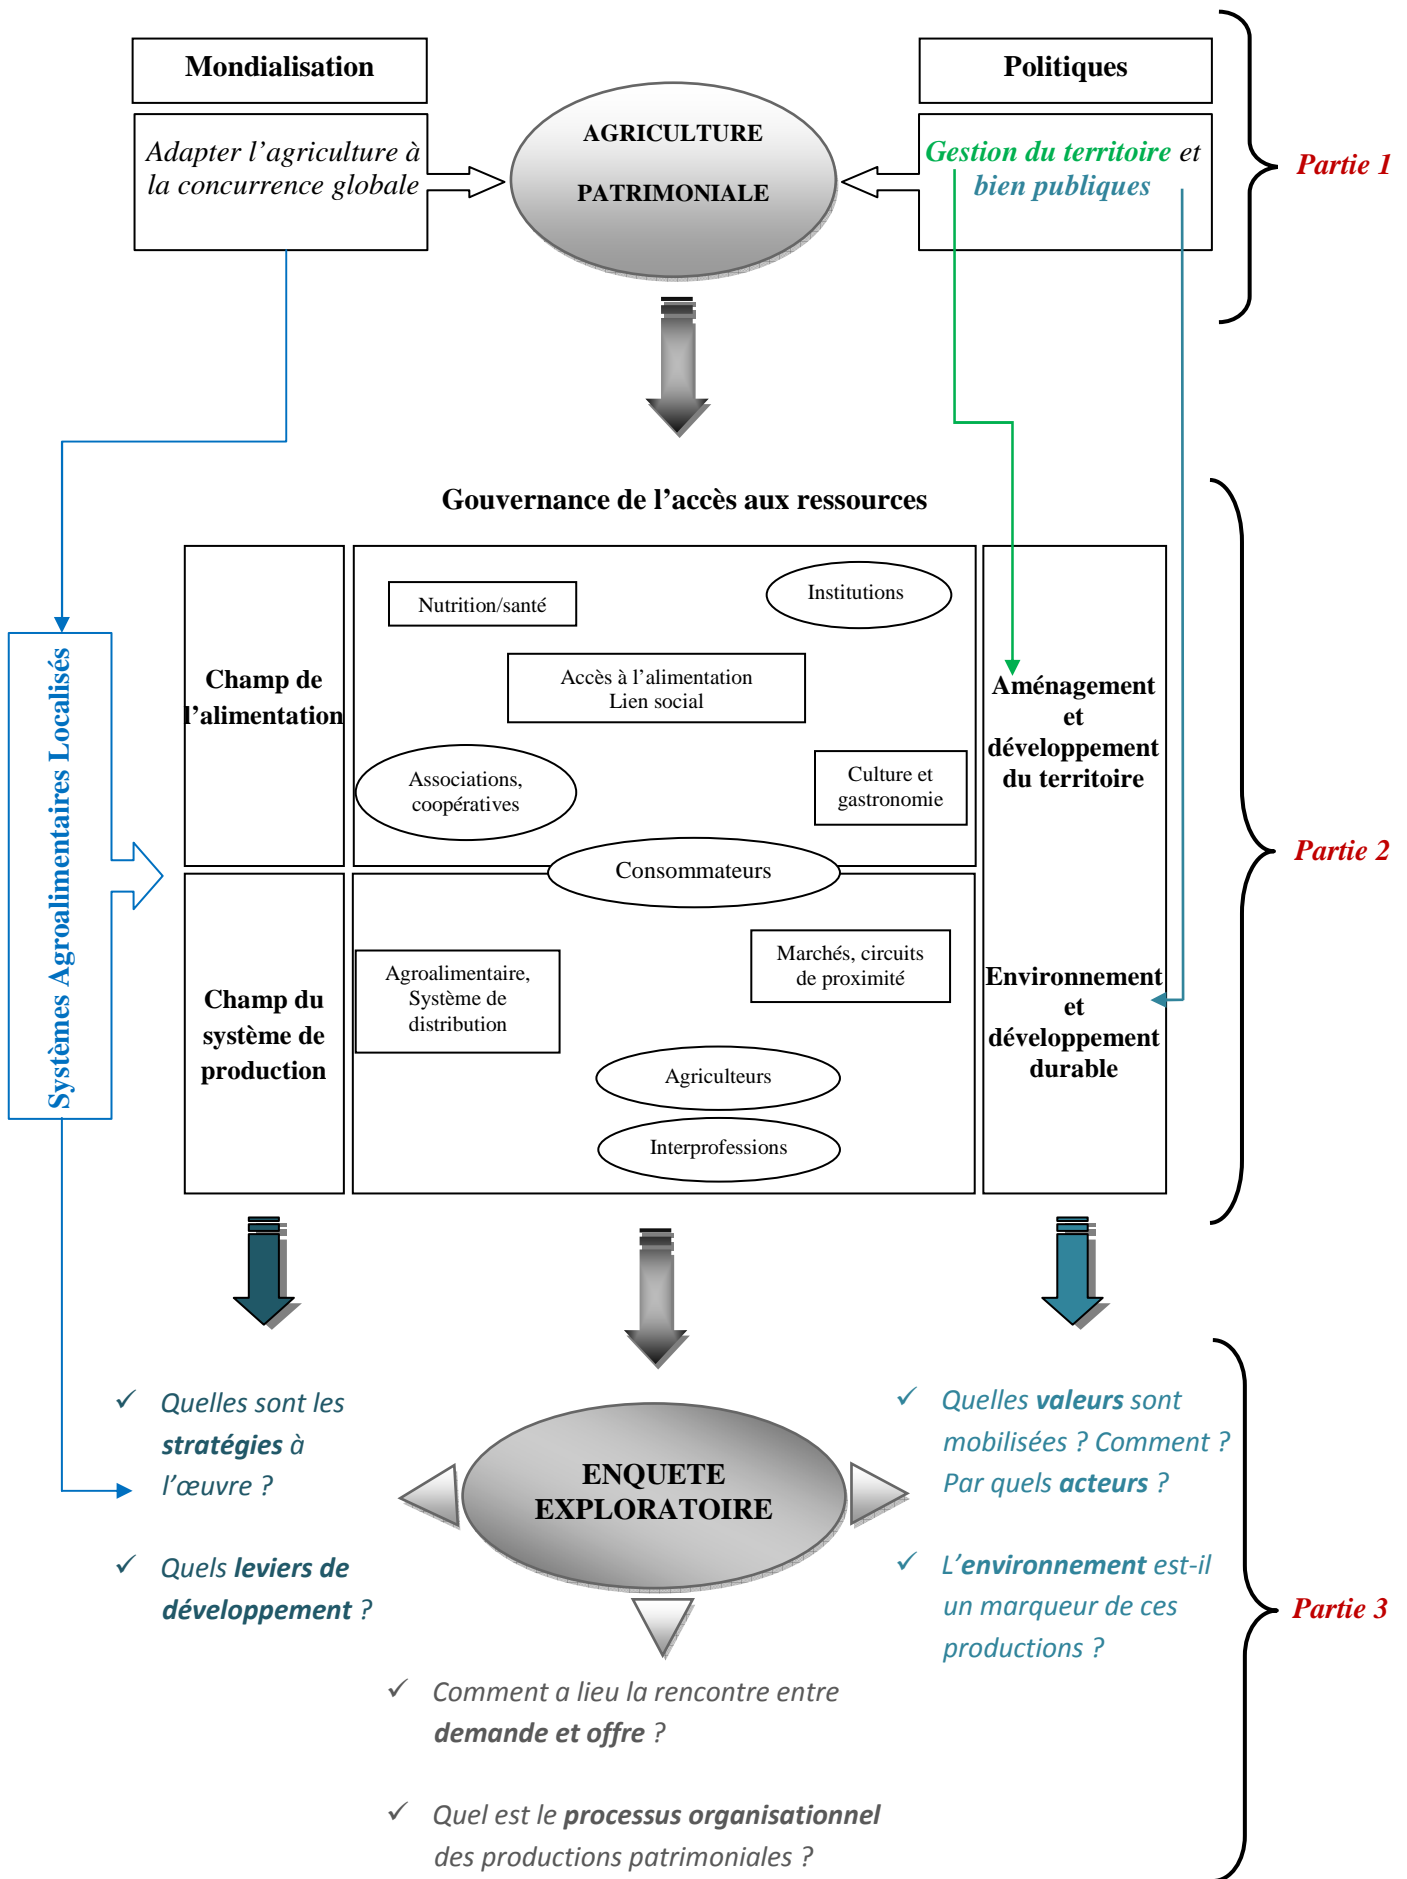 Mondialisation
Politiques
Adapter l'agriculture à
la concurrence globale
AGRICULTURE
PATRIMONIALE
Gestion du territoire et
bien publiques
Partie 1
Gouvernance de l'accès aux ressources
Systèmes Agroalimentaires Localisés
Champ de
l'alimentation
Nutrition/santé
Institutions
Accès à l'alimentation
Lien social
Associations,
coopératives
Culture et
gastronomie
Consommateurs
Aménagement
et
développement
du territoire
Partie 2
Champ du
système de
production
Agroalimentaire,
Système de
distribution
Marchés, circuits
de proximité
Agriculteurs
Interprofessions
Environnement
et
développement
durable
✓ Quelles sont les
stratégies à
l'œuvre ?
✓ Quels leviers de
développement ?
ENQUETE
EXPLORATOIRE
✓ Quelles valeurs sont
mobilisées ? Comment ?
Par quels acteurs ?
✓ L'environnement est-il
un marqueur de ces
productions ?
Partie 3
✓ Comment a lieu la rencontre entre
demande et offre ?
✓ Quel est le processus organisationnel
des productions patrimoniales ?